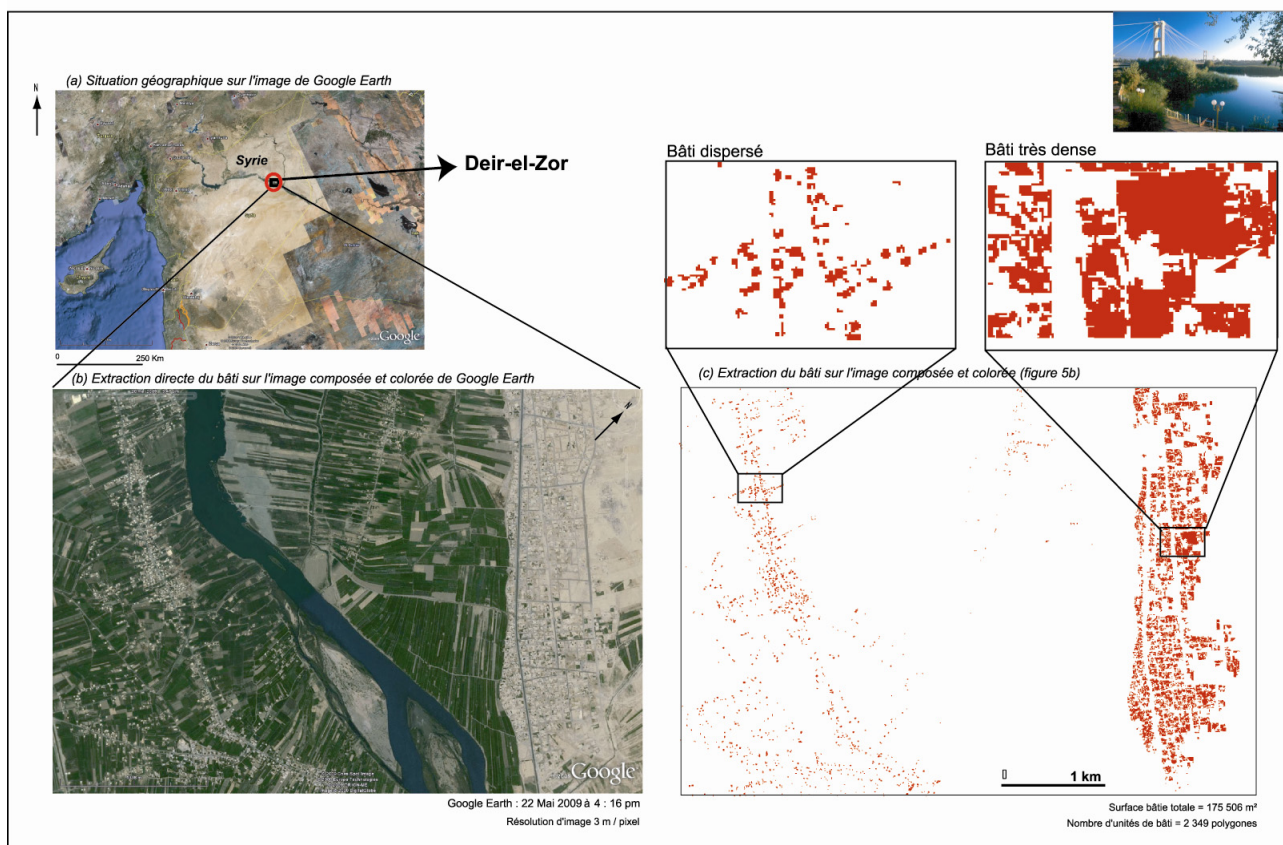 (a) Situation géographique sur l'image de Google Earth
N
Syrie
Deir-el-Zor
Google
0
250 Km
Bâti dispersé
Bâti très dense
(b) Extraction directe du bâti sur l'image composée et colorée de Google Earth
N
Google
Google Earth : 22 Mai 2009 à 4 : 16 pm
Résolution d'image 3 m / pixel
(c) Extraction du bâti sur l'image composée et colorée (figure 5b)
0
1 km
Surface bâtie totale = 175 506 m²
Nombre d'unités de bâti = 2 349 polygones